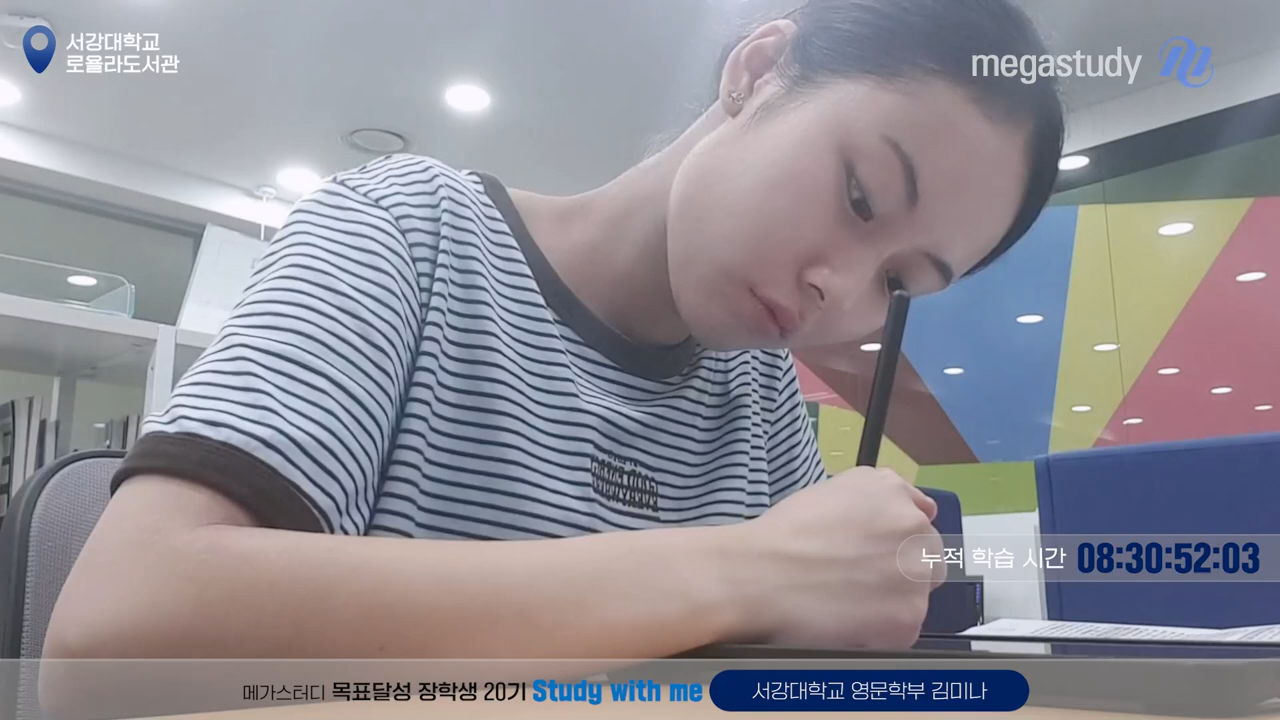 서강대학교
로욜라도서관
megastudy
누적 학습 시간 08:30:52:03
메가스터디 목표달성 장학생 20기 Study with me 서강대학교 영문학부 김미나